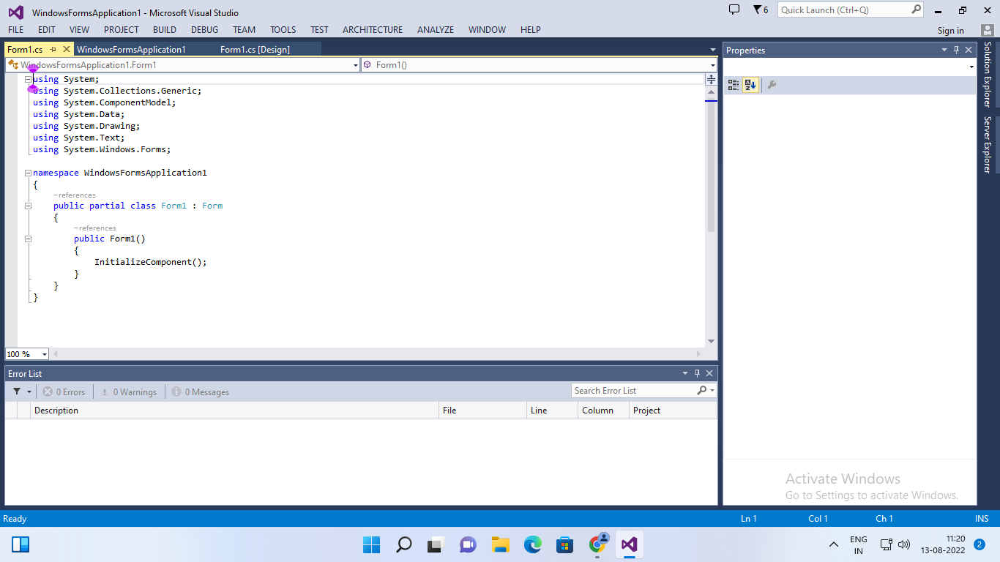 WindowsFormsApplication1 - Microsoft Visual Studio
6
Quick Launch (Ctrl+Q)
FILE EDIT VIEW PROJECT BUILD DEBUG TEAM TOOLS TEST ARCHITECTURE ANALYZE WINDOW HELP
Sign in
Form1.cs WindowsFormsApplication1 Form1.cs [Design]
WindowsFormsApplication1.Form1 Form1()
using System;
using System.Collections.Generic;
using System.ComponentModel;
using System.Data;
using System.Drawing;
using System.Text;
using System.Windows.Forms;
namespace WindowsFormsApplication1
{
– references
public partial class Form1 : Form
{
– references
public Form1()
{
InitializeComponent();
}
}
}
100 %
Properties
Solution Explorer
Server Explorer
Error List
0 Errors 0 Warnings 0 Messages
Search Error List
Description File Line Column Project
Activate Windows
Go to Settings to activate Windows.
Ready Ln 1 Col 1 Ch 1 INS
ENG
IN
11:20
13-08-2022
2